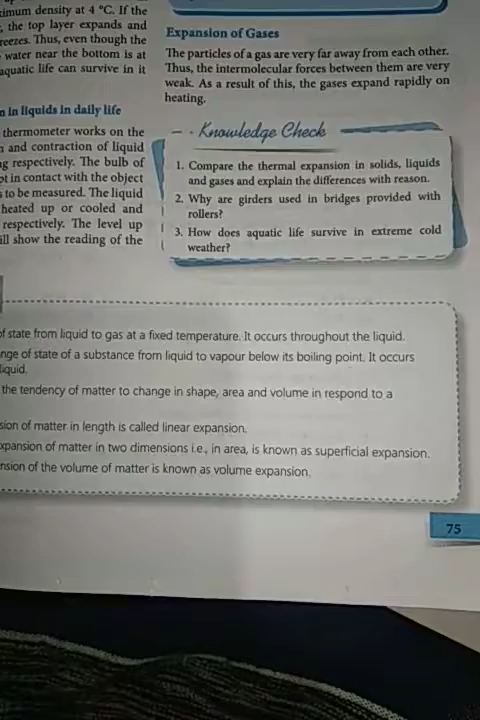 imum density at 4 °C. If the
, the top layer expands and
reezes. Thus, even though the
water near the bottom is at
aquatic life can survive in it
n in liquids in daily life
thermometer works on the
and contraction of liquid
g respectively. The bulb of
pt in contact with the object
to be measured. The liquid
heated up or cooled and
respectively. The level up
ill show the reading of the
Expansion of Gases
The particles of a gas are very far away from each other.
Thus, the intermolecular forces between them are very
weak. As a result of this, the gases expand rapidly on
heating.
Knowledge Check
1. Compare the thermal expansion in solids, liquids
and gases and explain the differences with reason.
2. Why are girders used in bridges provided with
rollers?
3. How does aquatic life survive in extreme cold
weather?
of state from liquid to gas at a fixed temperature. It occurs throughout the liquid.
nge of state of a substance from liquid to vapour below its boiling point. It occurs
liquid.
the tendency of matter to change in shape, area and volume in respond to a
sion of matter in length is called linear expansion.
xpansion of matter in two dimensions i.e., in area, is known as superficial expansion.
nsion of the volume of matter is known as volume expansion.
75